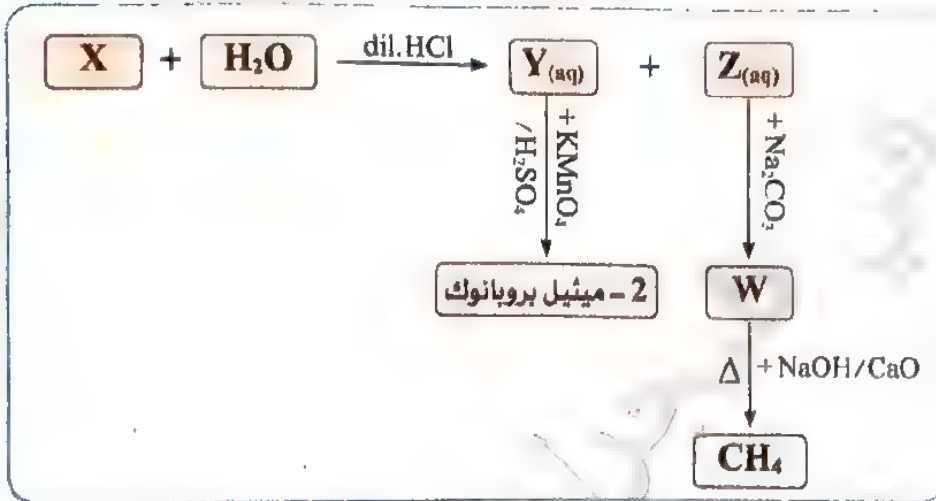 X + H₂O dil.HCl Y(aq) + Z(aq)
+ KMnO₄ /H₂SO₄
+ Na₂CO₃
2 - ميثيل بروبانوك
W
Δ + NaOH/CaO
CH₄